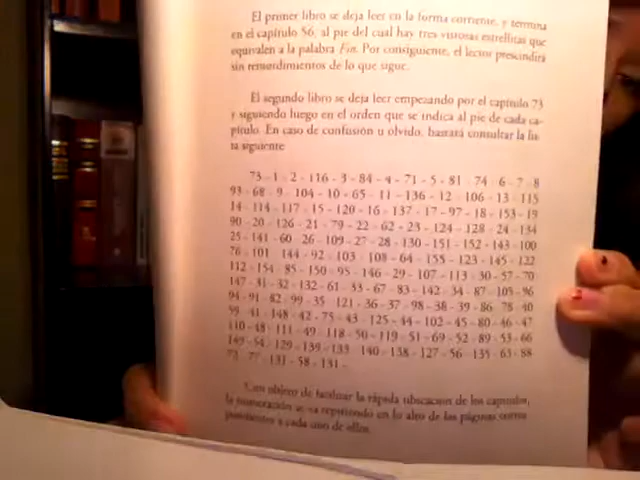 El primer libro se deja leer en la forma corriente, y termina
en el capítulo 56, al pie del cual hay tres vistosas estrellitas que
equivalen a la palabra Fin. Por consiguiente, el lector prescindirá
sin remordimientos de lo que sigue.
El segundo libro se deja leer empezando por el capítulo 73
y siguiendo luego en el orden que se indica al pie de cada ca-
pítulo. En caso de confusión u olvido, bastará consultar la lis-
ta siguiente
73 - 1 - 2 - 116 - 3 - 84 - 4 - 71 - 5 - 81 - 74 - 6 - 7 - 8
93 - 68 - 9 - 104 - 10 - 65 - 11 - 136 - 12 - 106 - 13 - 115
14 - 114 - 117 - 15 - 120 - 16 - 137 - 17 - 97 - 18 - 153 - 19
90 - 20 - 126 - 21 - 79 - 22 - 62 - 23 - 124 - 128 - 24 - 134
25 - 141 - 60 - 26 - 109 - 27 - 28 - 130 - 151 - 152 - 143 - 100
76 - 101 - 144 - 92 - 103 - 108 - 64 - 155 - 123 - 145 - 122
112 - 154 - 85 - 150 - 95 - 146 - 29 - 107 - 113 - 30 - 57 - 70
147 - 31 - 32 - 132 - 61 - 33 - 67 - 83 - 142 - 34 - 87 - 105 - 96
94 - 91 - 82 - 99 - 35 - 121 - 36 - 37 - 98 - 38 - 39 - 86 - 78 - 40
59 - 41 - 148 - 42 - 75 - 43 - 125 - 44 - 102 - 45 - 80 - 46 - 47
110 - 48 - 111 - 49 - 118 - 50 - 119 - 51 - 69 - 52 - 89 - 53 - 66
149 - 54 - 129 - 139 - 133 - 140 - 138 - 127 - 56 - 135 - 63 - 88
72 - 77 - 131 - 58 - 131 -
Con objeto de facilitar la rápida ubicación de los capítulos,
la numeración se va repitiendo en lo alto de las páginas corres-
pondientes a cada uno de ellos.